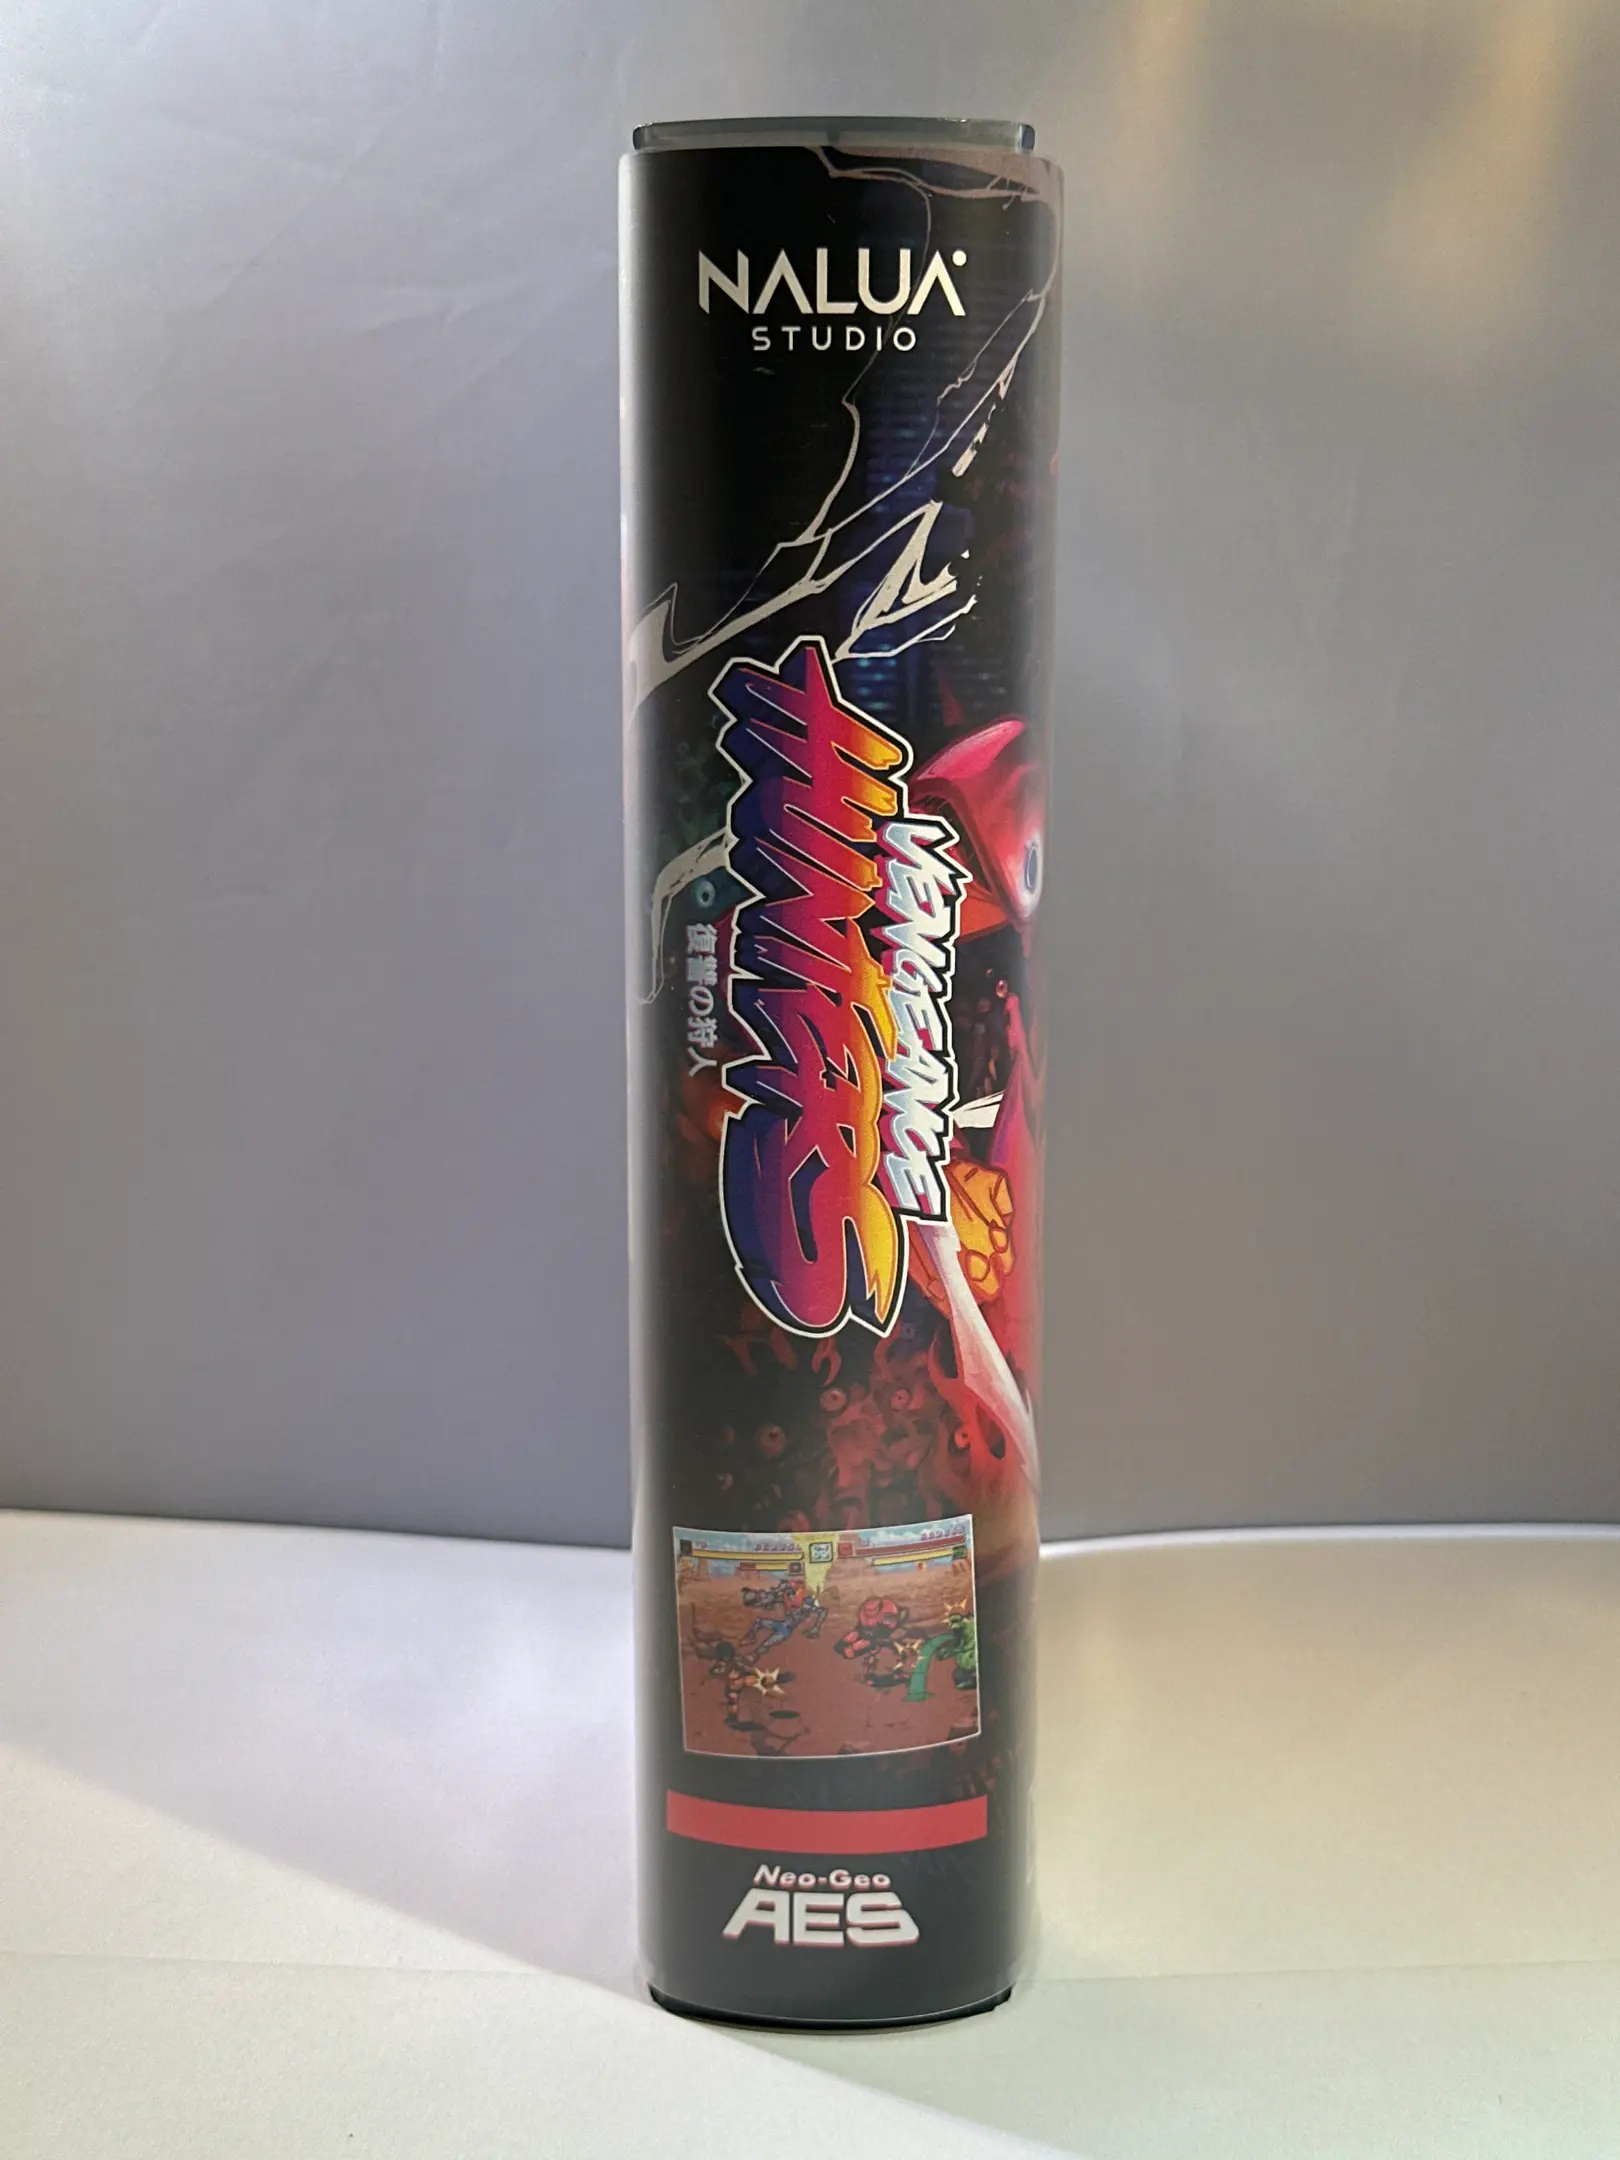 NALUA
STUDIO
VENGEANCE
HUNTERS
復讐の狩人
Neo-Geo
AES